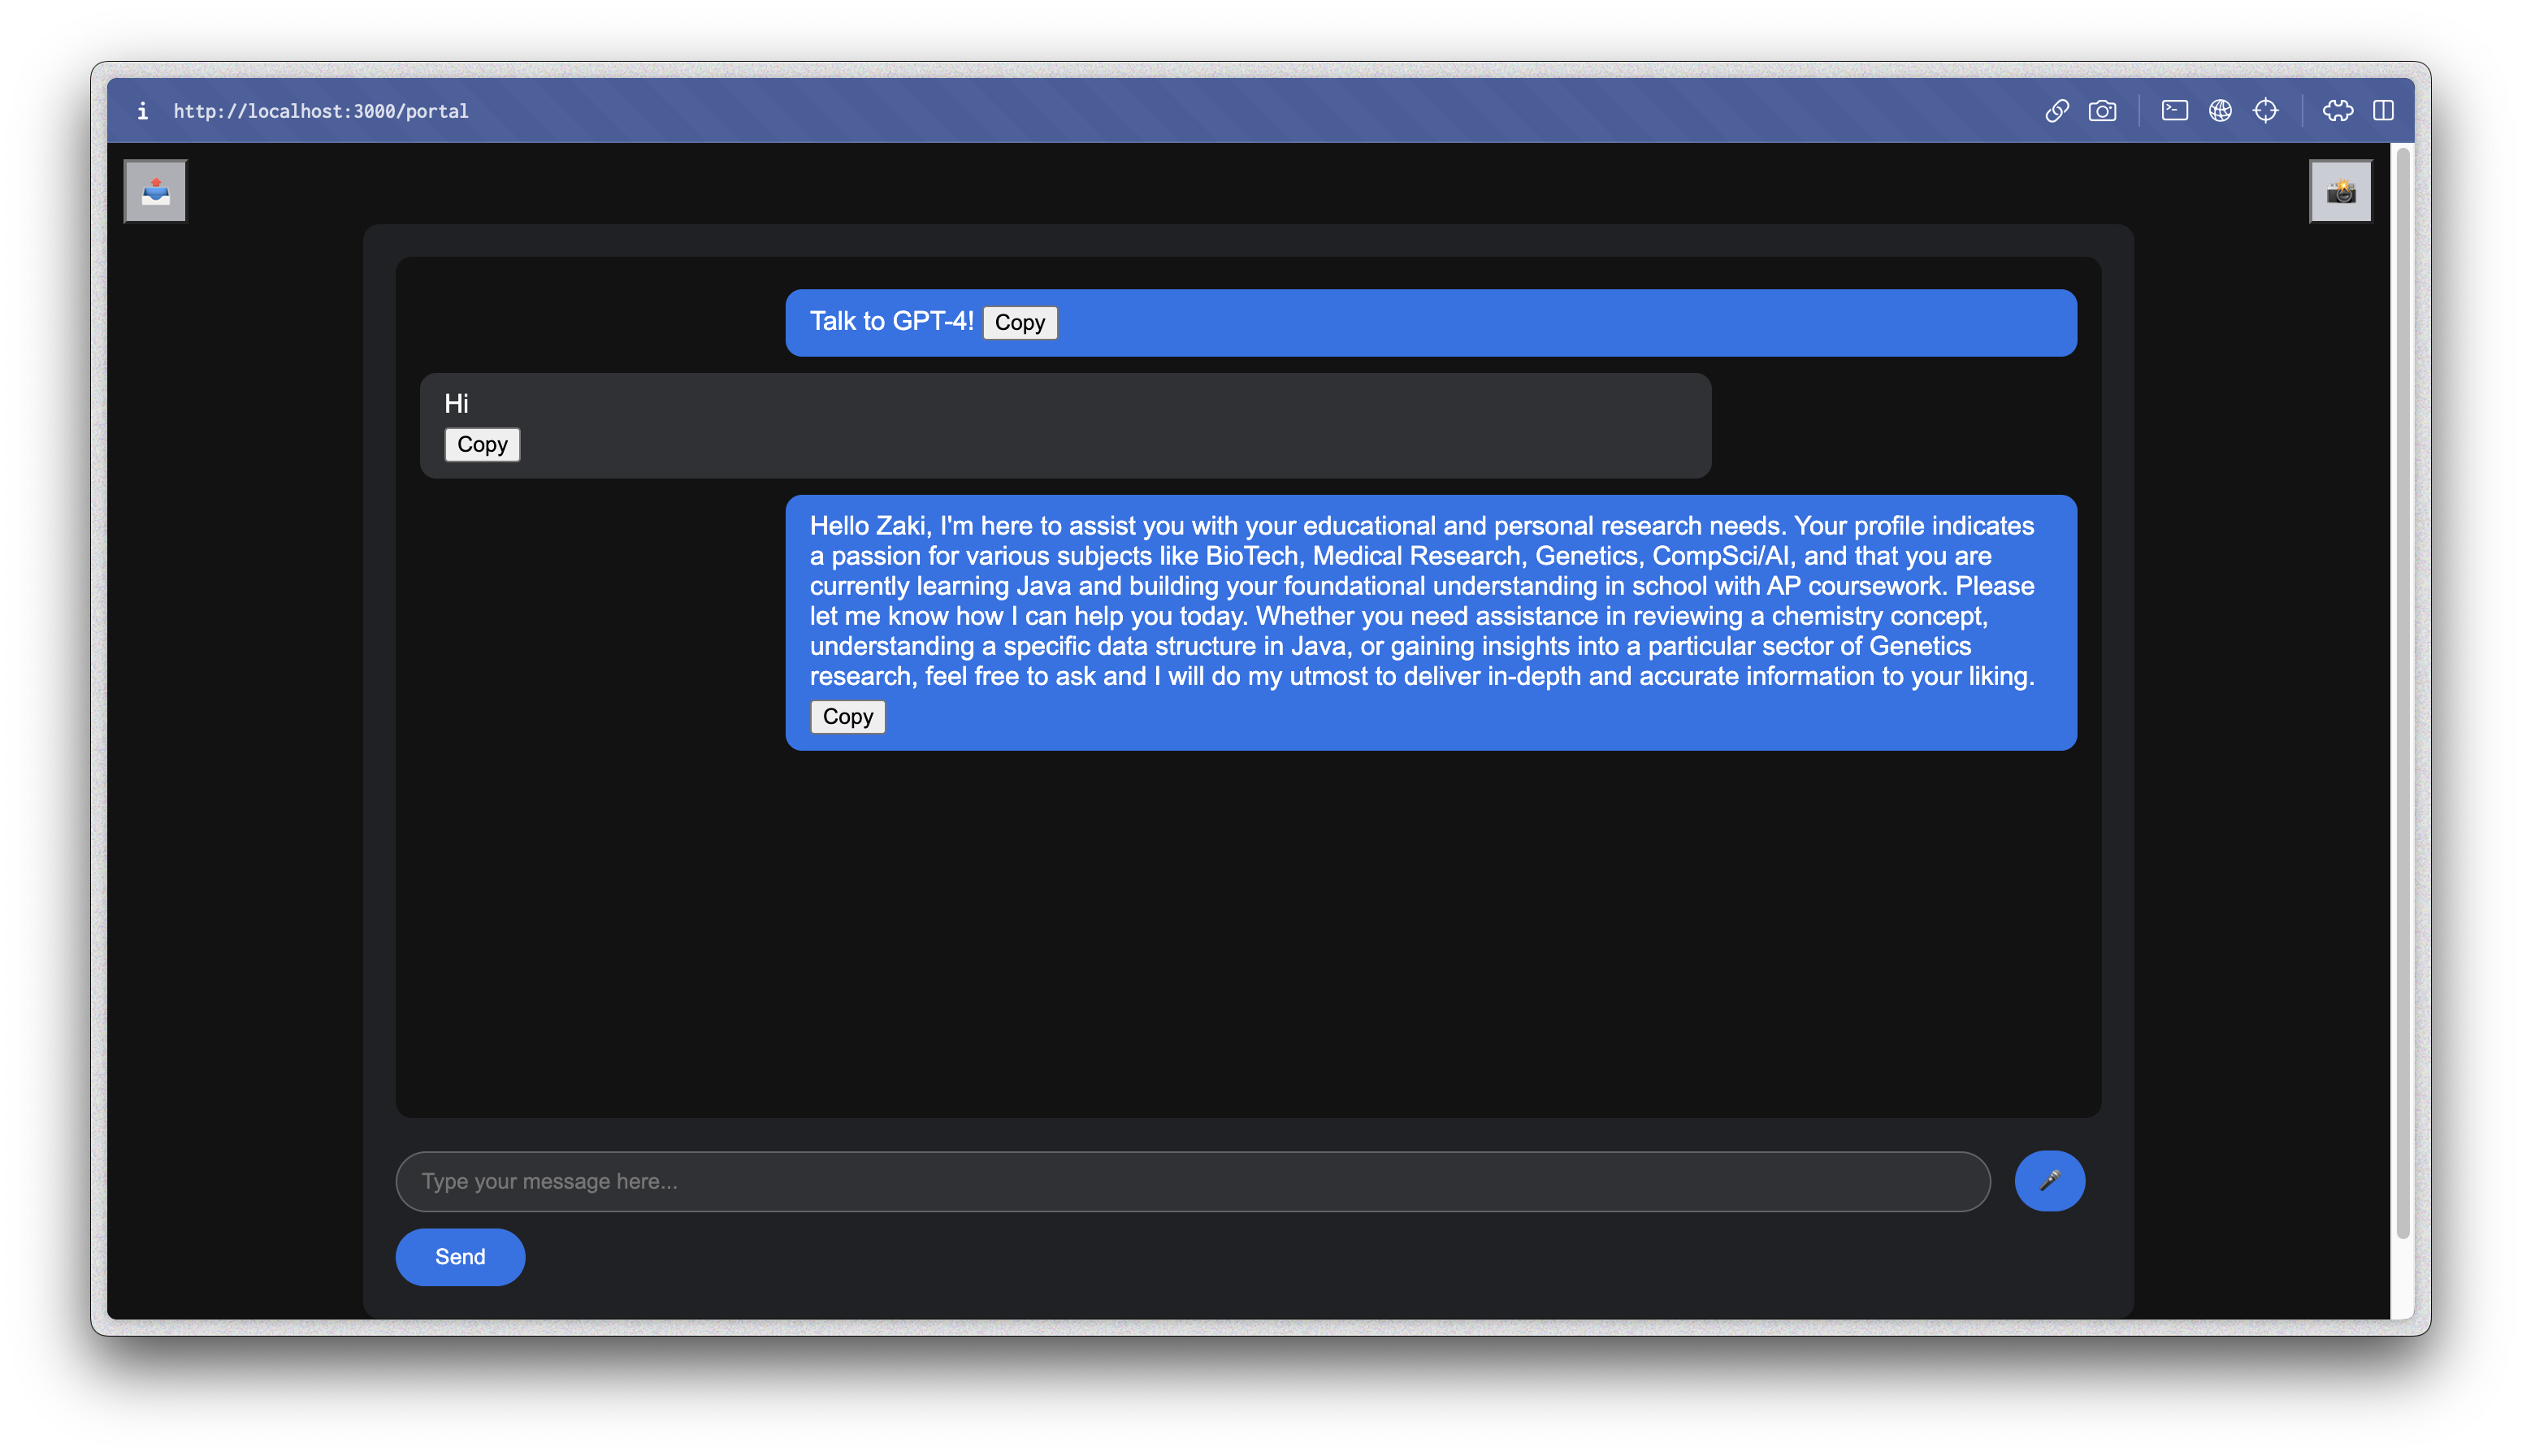 http://localhost:3000/portal
Talk to GPT-4! Copy
Hi
Copy
Hello Zaki, I'm here to assist you with your educational and personal research needs. Your profile indicates
a passion for various subjects like BioTech, Medical Research, Genetics, CompSci/AI, and that you are
currently learning Java and building your foundational understanding in school with AP coursework. Please
let me know how I can help you today. Whether you need assistance in reviewing a chemistry concept,
understanding a specific data structure in Java, or gaining insights into a particular sector of Genetics
research, feel free to ask and I will do my utmost to deliver in-depth and accurate information to your liking.
Copy
Type your message here...
Send